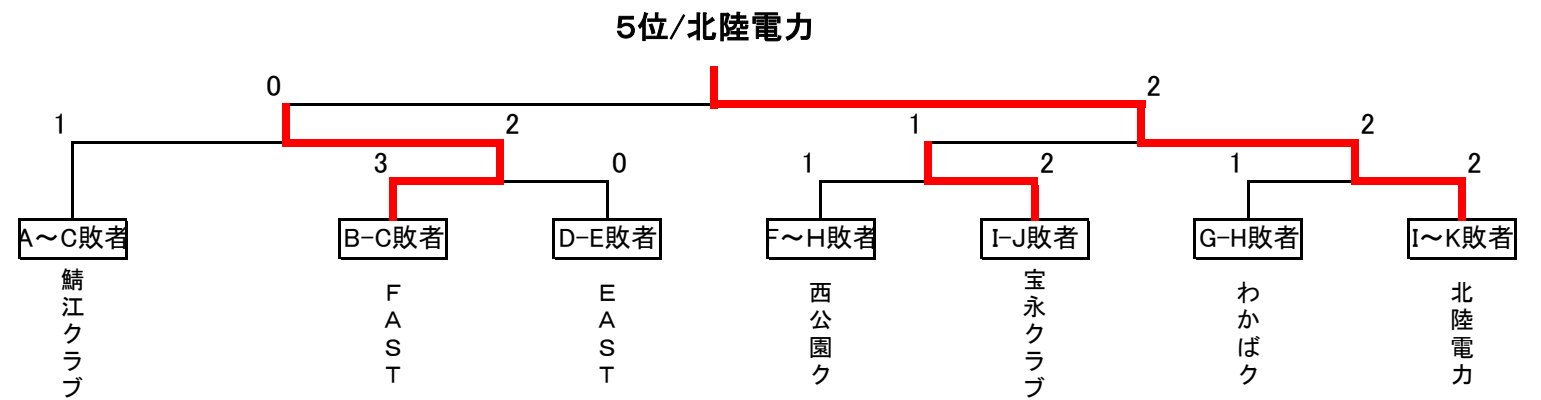 5位/北陸電力
0
2
1
2
1
2
3
0
1
2
1
2
A～C敗者
B-C敗者
D-E敗者
F～H敗者
I-J敗者
G-H敗者
I～K敗者
鯖江クラブ
FAST
EAST
西公園ク
宝永クラブ
わかばク
北陸電力